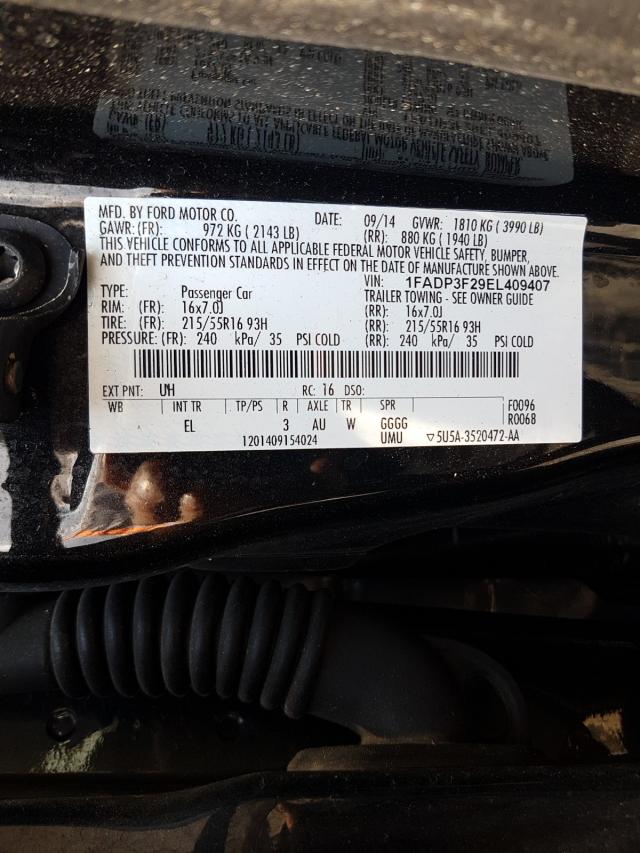 MFD. BY FORD MOTOR CO. DATE: 09/14 GVWR: 1810 KG ( 3990 LB)
GAWR: (FR): 972 KG ( 2143 LB) (RR): 880 KG ( 1940 LB)
THIS VEHICLE CONFORMS TO ALL APPLICABLE FEDERAL MOTOR VEHICLE SAFETY, BUMPER,
AND THEFT PREVENTION STANDARDS IN EFFECT ON THE DATE OF MANUFACTURE SHOWN ABOVE.
VIN: 1FADP3F29EL409407
TYPE: Passenger Car TRAILER TOWING - SEE OWNER GUIDE
RIM: (FR): 16x7.0J (RR): 16x7.0J
TIRE: (FR): 215/55R16 93H (RR): 215/55R16 93H
PRESSURE: (FR): 240 kPa/ 35 PSI COLD (RR): 240 kPa/ 35 PSI COLD
EXT PNT: UH RC: 16 DSO:
WB INT TR TP/PS R AXLE TR SPR F0096
EL 3 AU W GGGG R0068
1201409154024 UMU ▽5U5A-3520472-AA